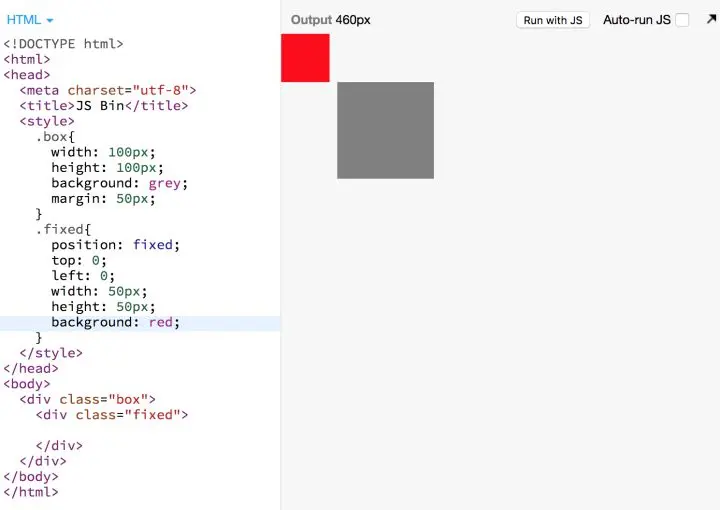 HTML
Output 460px
Run with JS
Auto-run JS
<!DOCTYPE html>
<html>
<head>
  <meta charset="utf-8">
  <title>JS Bin</title>
  <style>
    .box{
      width: 100px;
      height: 100px;
      background: grey;
      margin: 50px;
    }
    .fixed{
      position: fixed;
      top: 0;
      left: 0;
      width: 50px;
      height: 50px;
      background: red;
    }
  </style>
</head>
<body>
  <div class="box">
    <div class="fixed">

    </div>
  </div>
</body>
</html>